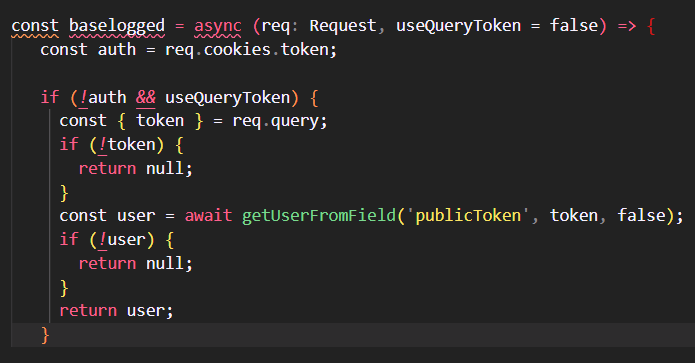 const baselogged = async (req: Request, useQueryToken = false) => {
const auth = req.cookies.token;
if (!auth && useQueryToken) {
const { token } = req.query;
if (!token) {
return null;
}
const user = await getUserFromField('publicToken', token, false);
if (!user) {
return null;
}
return user;
}